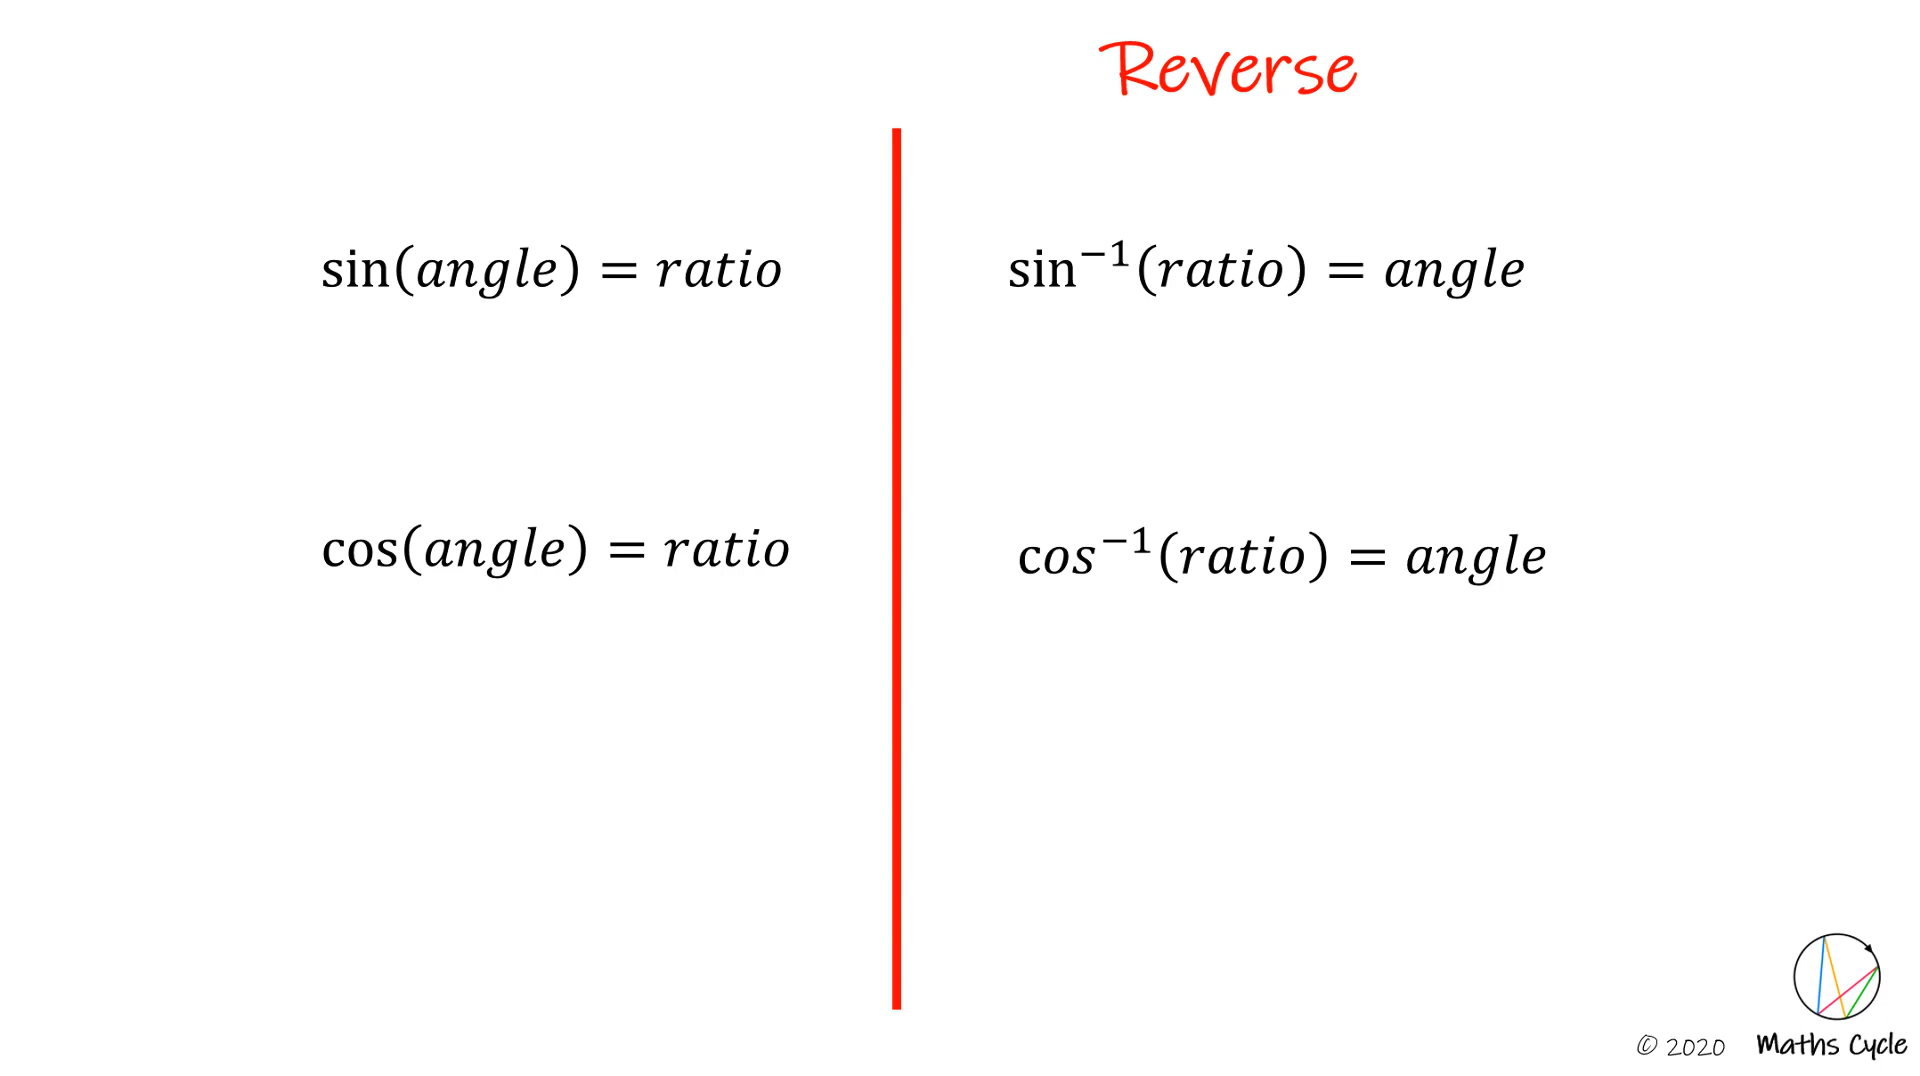 Reverse
sin(angle) = ratio
sin⁻¹(ratio) = angle
cos(angle) = ratio
cos⁻¹(ratio) = angle
© 2020 Maths Cycle